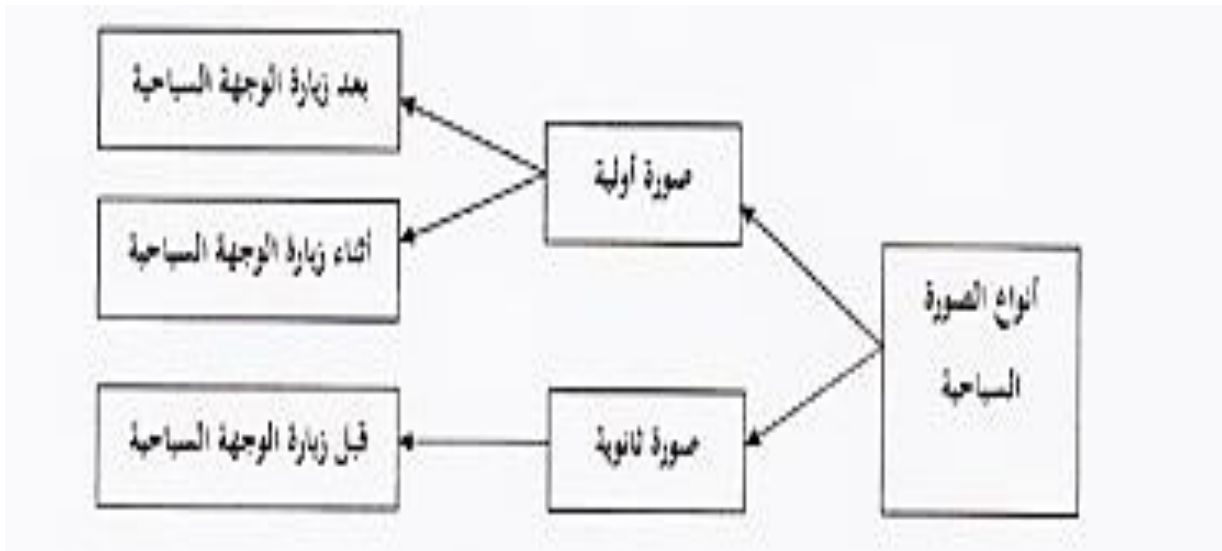 أنواع الصورة
السياحية
صورة أولية
بعد زيارة الوجهة السياحية
أثناء زيارة الوجهة السياحية
صورة ثانوية
قبل زيارة الوجهة السياحية